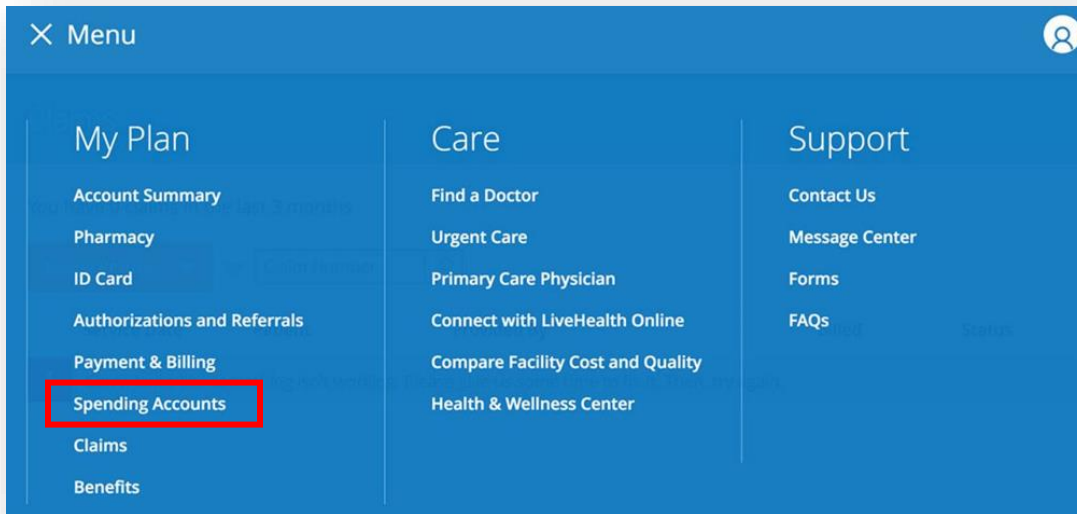 Menu
My Plan
Account Summary
Pharmacy
ID Card
Authorizations and Referrals
Payment & Billing
Spending Accounts
Claims
Benefits
Care
Find a Doctor
Urgent Care
Primary Care Physician
Connect with LiveHealth Online
Compare Facility Cost and Quality
Health & Wellness Center
Support
Contact Us
Message Center
Forms
FAQs
Status